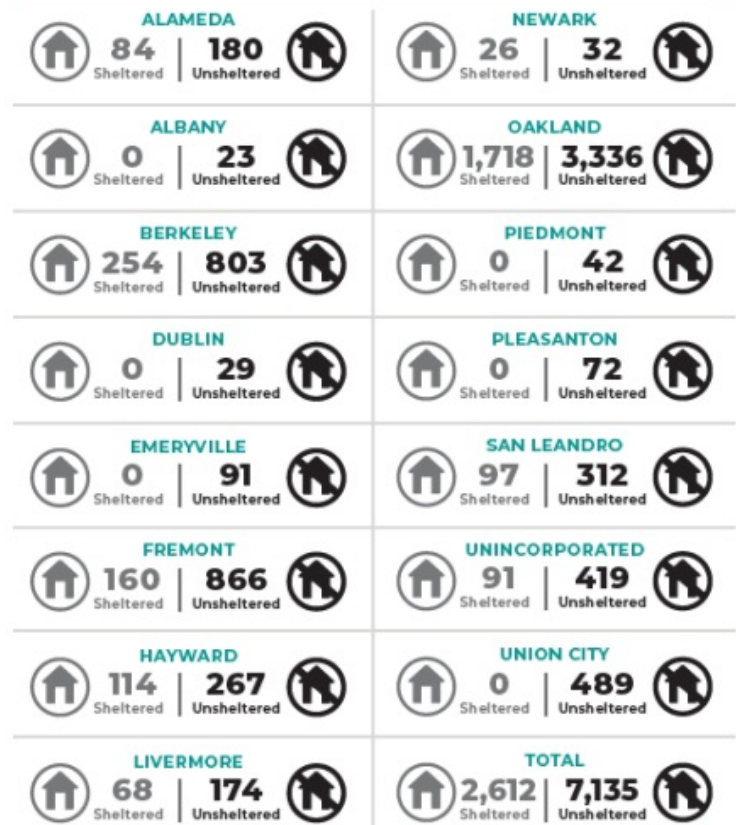 ALAMEDA
84 | 180
Sheltered Unsheltered
ALBANY
0 | 23
Sheltered Unsheltered
BERKELEY
254 | 803
Sheltered Unsheltered
DUBLIN
0 | 29
Sheltered Unsheltered
EMERYVILLE
0 | 91
Sheltered Unsheltered
FREMONT
160 | 866
Sheltered Unsheltered
HAYWARD
114 | 267
Sheltered Unsheltered
LIVERMORE
68 | 174
Sheltered Unsheltered
NEWARK
26 | 32
Sheltered Unsheltered
OAKLAND
1,718 | 3,336
Sheltered Unsheltered
PIEDMONT
0 | 42
Sheltered Unsheltered
PLEASANTON
0 | 72
Sheltered Unsheltered
SAN LEANDRO
97 | 312
Sheltered Unsheltered
UNINCORPORATED
91 | 419
Sheltered Unsheltered
UNION CITY
0 | 489
Sheltered Unsheltered
TOTAL
2,612 | 7,135
Sheltered Unsheltered